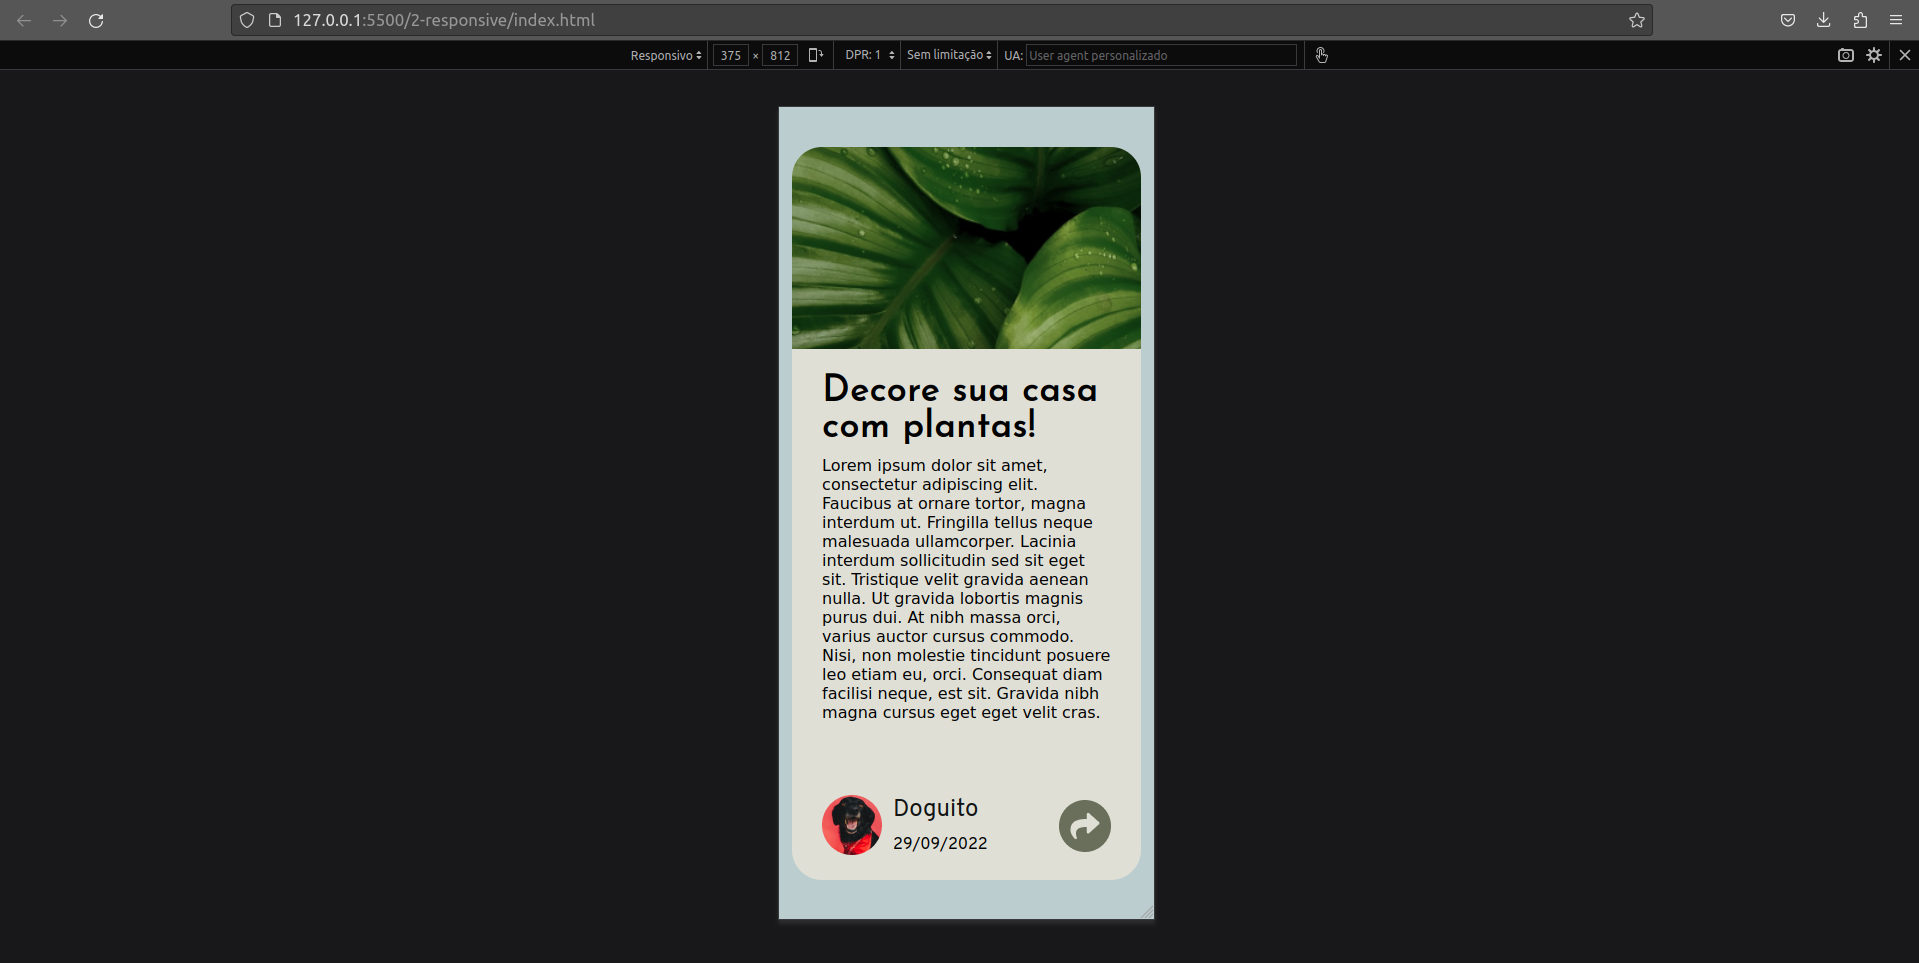 127.0.0.1:5500/2-responsive/index.html
Responsivo 375 × 812 DPR: 1 Sem limitação UA: User agent personalizado
Decore sua casa
com plantas!
Lorem ipsum dolor sit amet,
consectetur adipiscing elit.
Faucibus at ornare tortor, magna
interdum ut. Fringilla tellus neque
malesuada ullamcorper. Lacinia
interdum sollicitudin sed sit eget
sit. Tristique velit gravida aenean
nulla. Ut gravida lobortis magnis
purus dui. At nibh massa orci,
varius auctor cursus commodo.
Nisi, non molestie tincidunt posuere
leo etiam eu, orci. Consequat diam
facilisi neque, est sit. Gravida nibh
magna cursus eget eget velit cras.
Doguito
29/09/2022